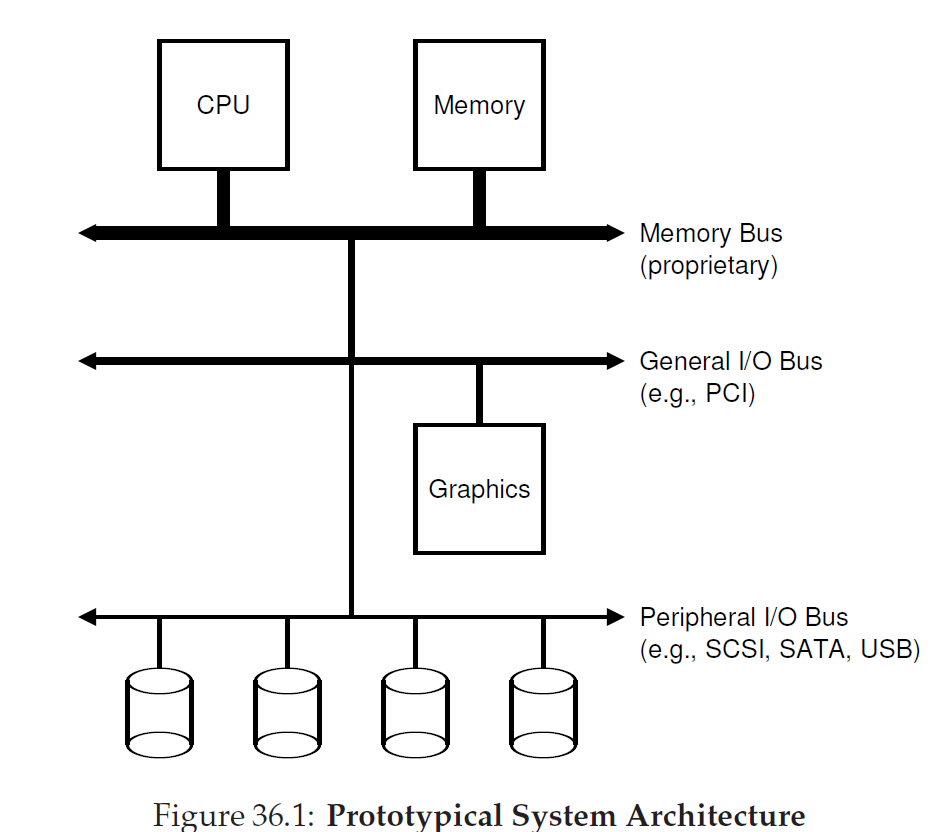 CPU
Memory
Memory Bus
(proprietary)
General I/O Bus
(e.g., PCI)
Graphics
Peripheral I/O Bus
(e.g., SCSI, SATA, USB)
Figure 36.1: Prototypical System Architecture